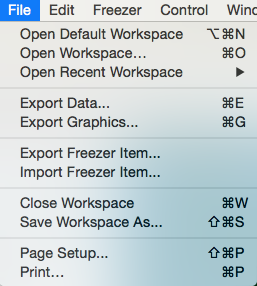 File Edit Freezer Control
Open Default Workspace ⌥⌘N
Open Workspace… ⌘O
Open Recent Workspace ▶
Export Data... ⌘E
Export Graphics... ⌘G
Export Freezer Item...
Import Freezer Item...
Close Workspace ⌘W
Save Workspace As... ⇧⌘S
Page Setup... ⇧⌘P
Print… ⌘P